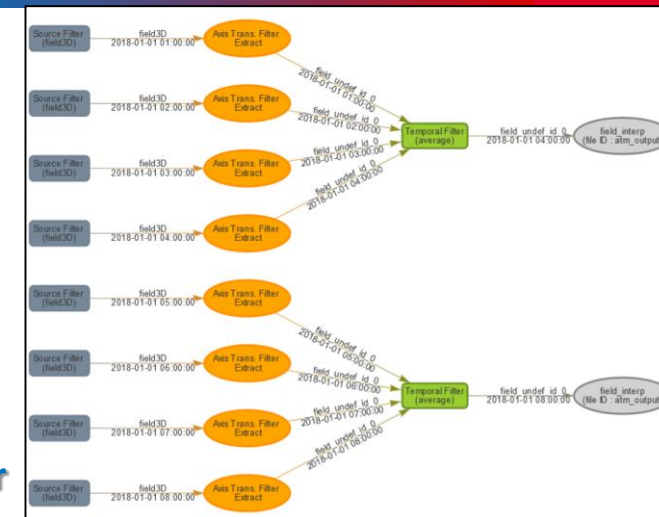 Source Filter
(field3D)
field3D
2018-01-01 01:00:00
Axis Trans. Filter
Extract
field_undef_id_0
2018-01-01 01:00:00
Source Filter
(field3D)
field3D
2018-01-01 02:00:00
Axis Trans. Filter
Extract
field_undef_id_0
2018-01-01 02:00:00
Source Filter
(field3D)
field3D
2018-01-01 03:00:00
Axis Trans. Filter
Extract
field_undef_id_0
2018-01-01 03:00:00
Source Filter
(field3D)
field3D
2018-01-01 04:00:00
Axis Trans. Filter
Extract
field_undef_id_0
2018-01-01 04:00:00
Temporal Filter
(average)
field_undef_id_0
2018-01-01 04:00:00
field_interp
(file ID : atm_output
Source Filter
(field3D)
field3D
2018-01-01 05:00:00
Axis Trans. Filter
Extract
field_undef_id_0
2018-01-01 05:00:00
Source Filter
(field3D)
field3D
2018-01-01 06:00:00
Axis Trans. Filter
Extract
field_undef_id_0
2018-01-01 06:00:00
Source Filter
(field3D)
field3D
2018-01-01 07:00:00
Axis Trans. Filter
Extract
field_undef_id_0
2018-01-01 07:00:00
Source Filter
(field3D)
field3D
2018-01-01 08:00:00
Axis Trans. Filter
Extract
field_undef_id_0
2018-01-01 08:00:00
Temporal Filter
(average)
field_undef_id_0
2018-01-01 08:00:00
field_interp
(file ID : atm_output
r